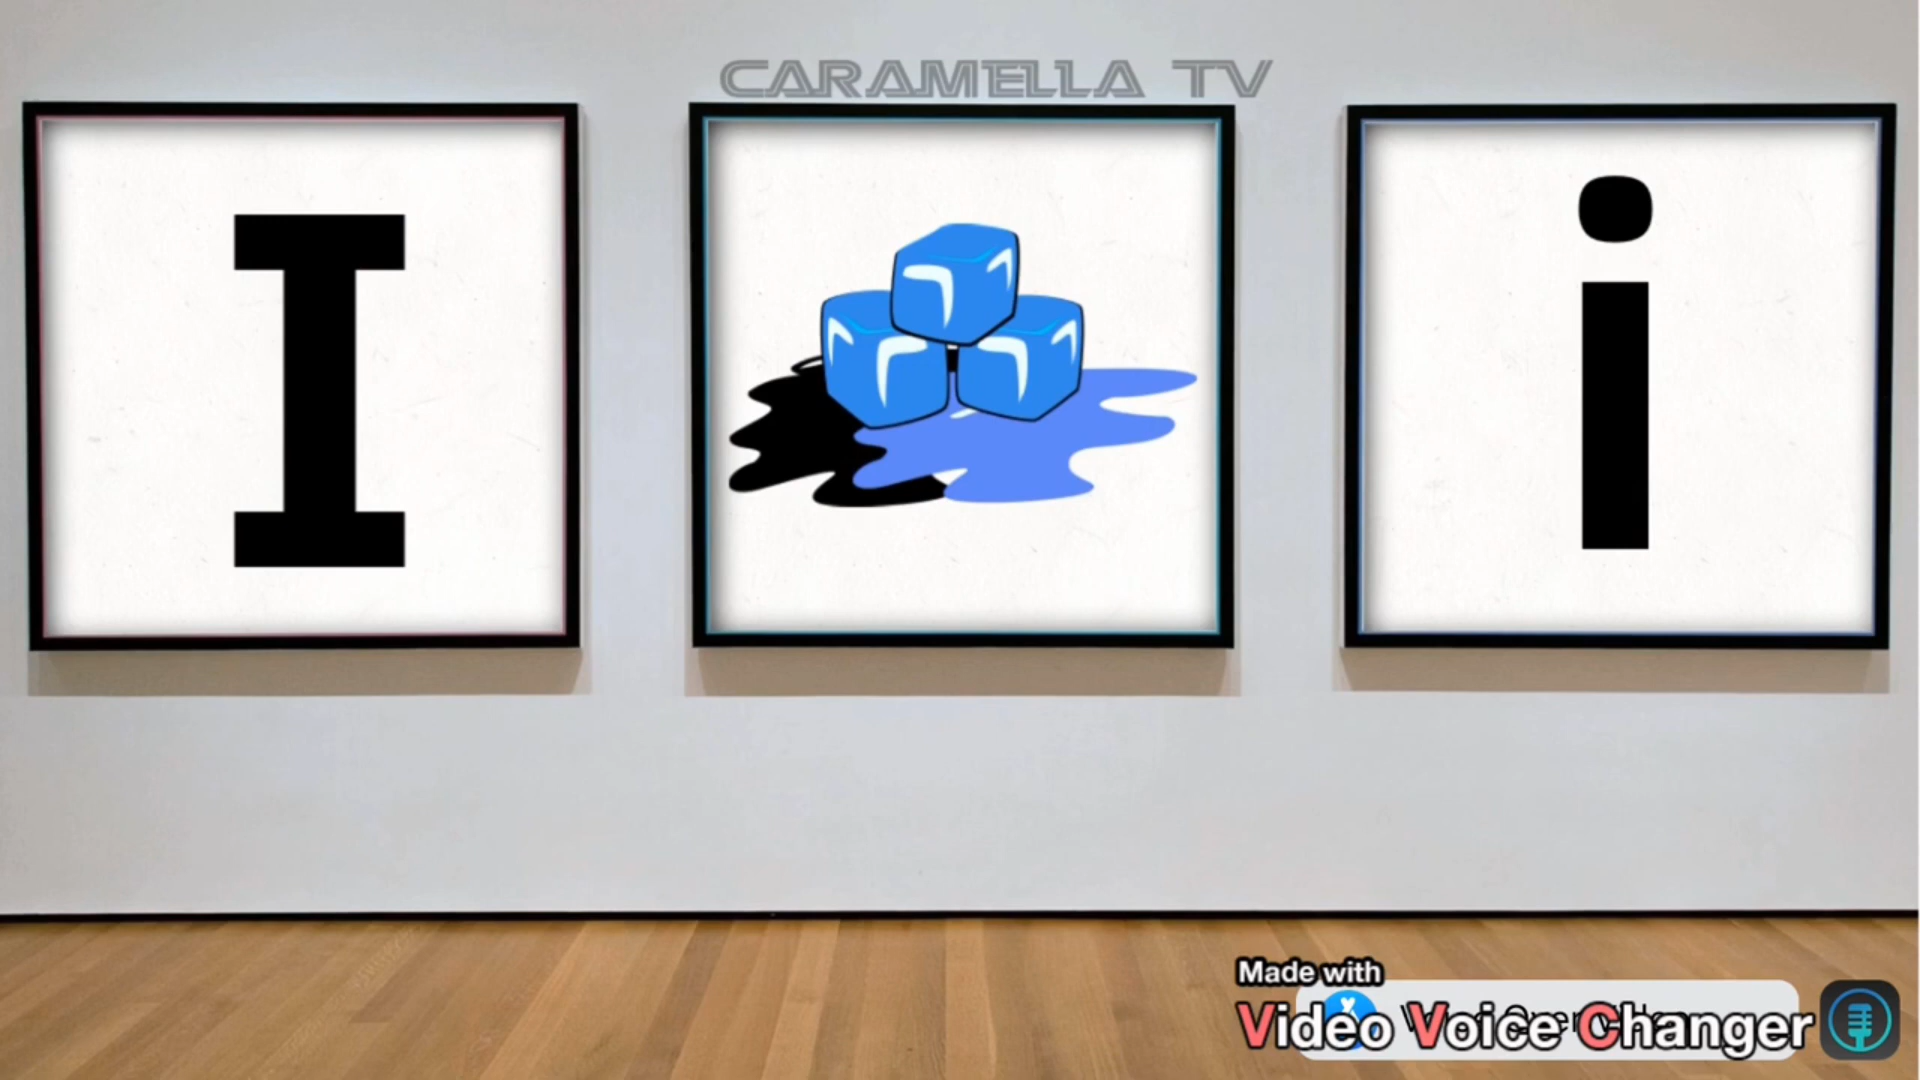 CARAMELLA TV
I
i
Made with
Video Voice Changer